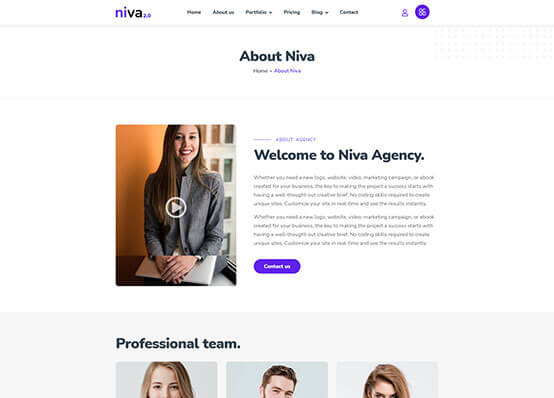 niva 2.0
Home About us Portfolio Pricing Blog Contact
About Niva
Home • About Niva
ABOUT AGENCY
Welcome to Niva Agency.
Whether you need a new logo, website, video, marketing campaign, or ebook
created for your business, the key to making the project a success starts with
having a well-thought-out creative brief. No coding skills required to create
unique sites. Customize your site in real-time and see the results instantly.
Whether you need a new logo, website, video, marketing campaign, or ebook
created for your business, the key to making the project a success starts with
having a well-thought-out creative brief. No coding skills required to create
unique sites. Customize your site in real-time and see the results instantly.
Contact us
Professional team.